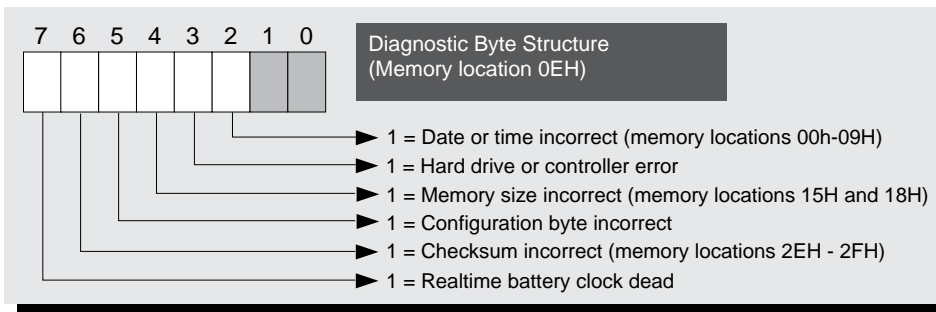 7 6 5 4 3 2 1 0
Diagnostic Byte Structure
(Memory location 0EH)
1 = Date or time incorrect (memory locations 00h-09H)
1 = Hard drive or controller error
1 = Memory size incorrect (memory locations 15H and 18H)
1 = Configuration byte incorrect
1 = Checksum incorrect (memory locations 2EH - 2FH)
1 = Realtime battery clock dead